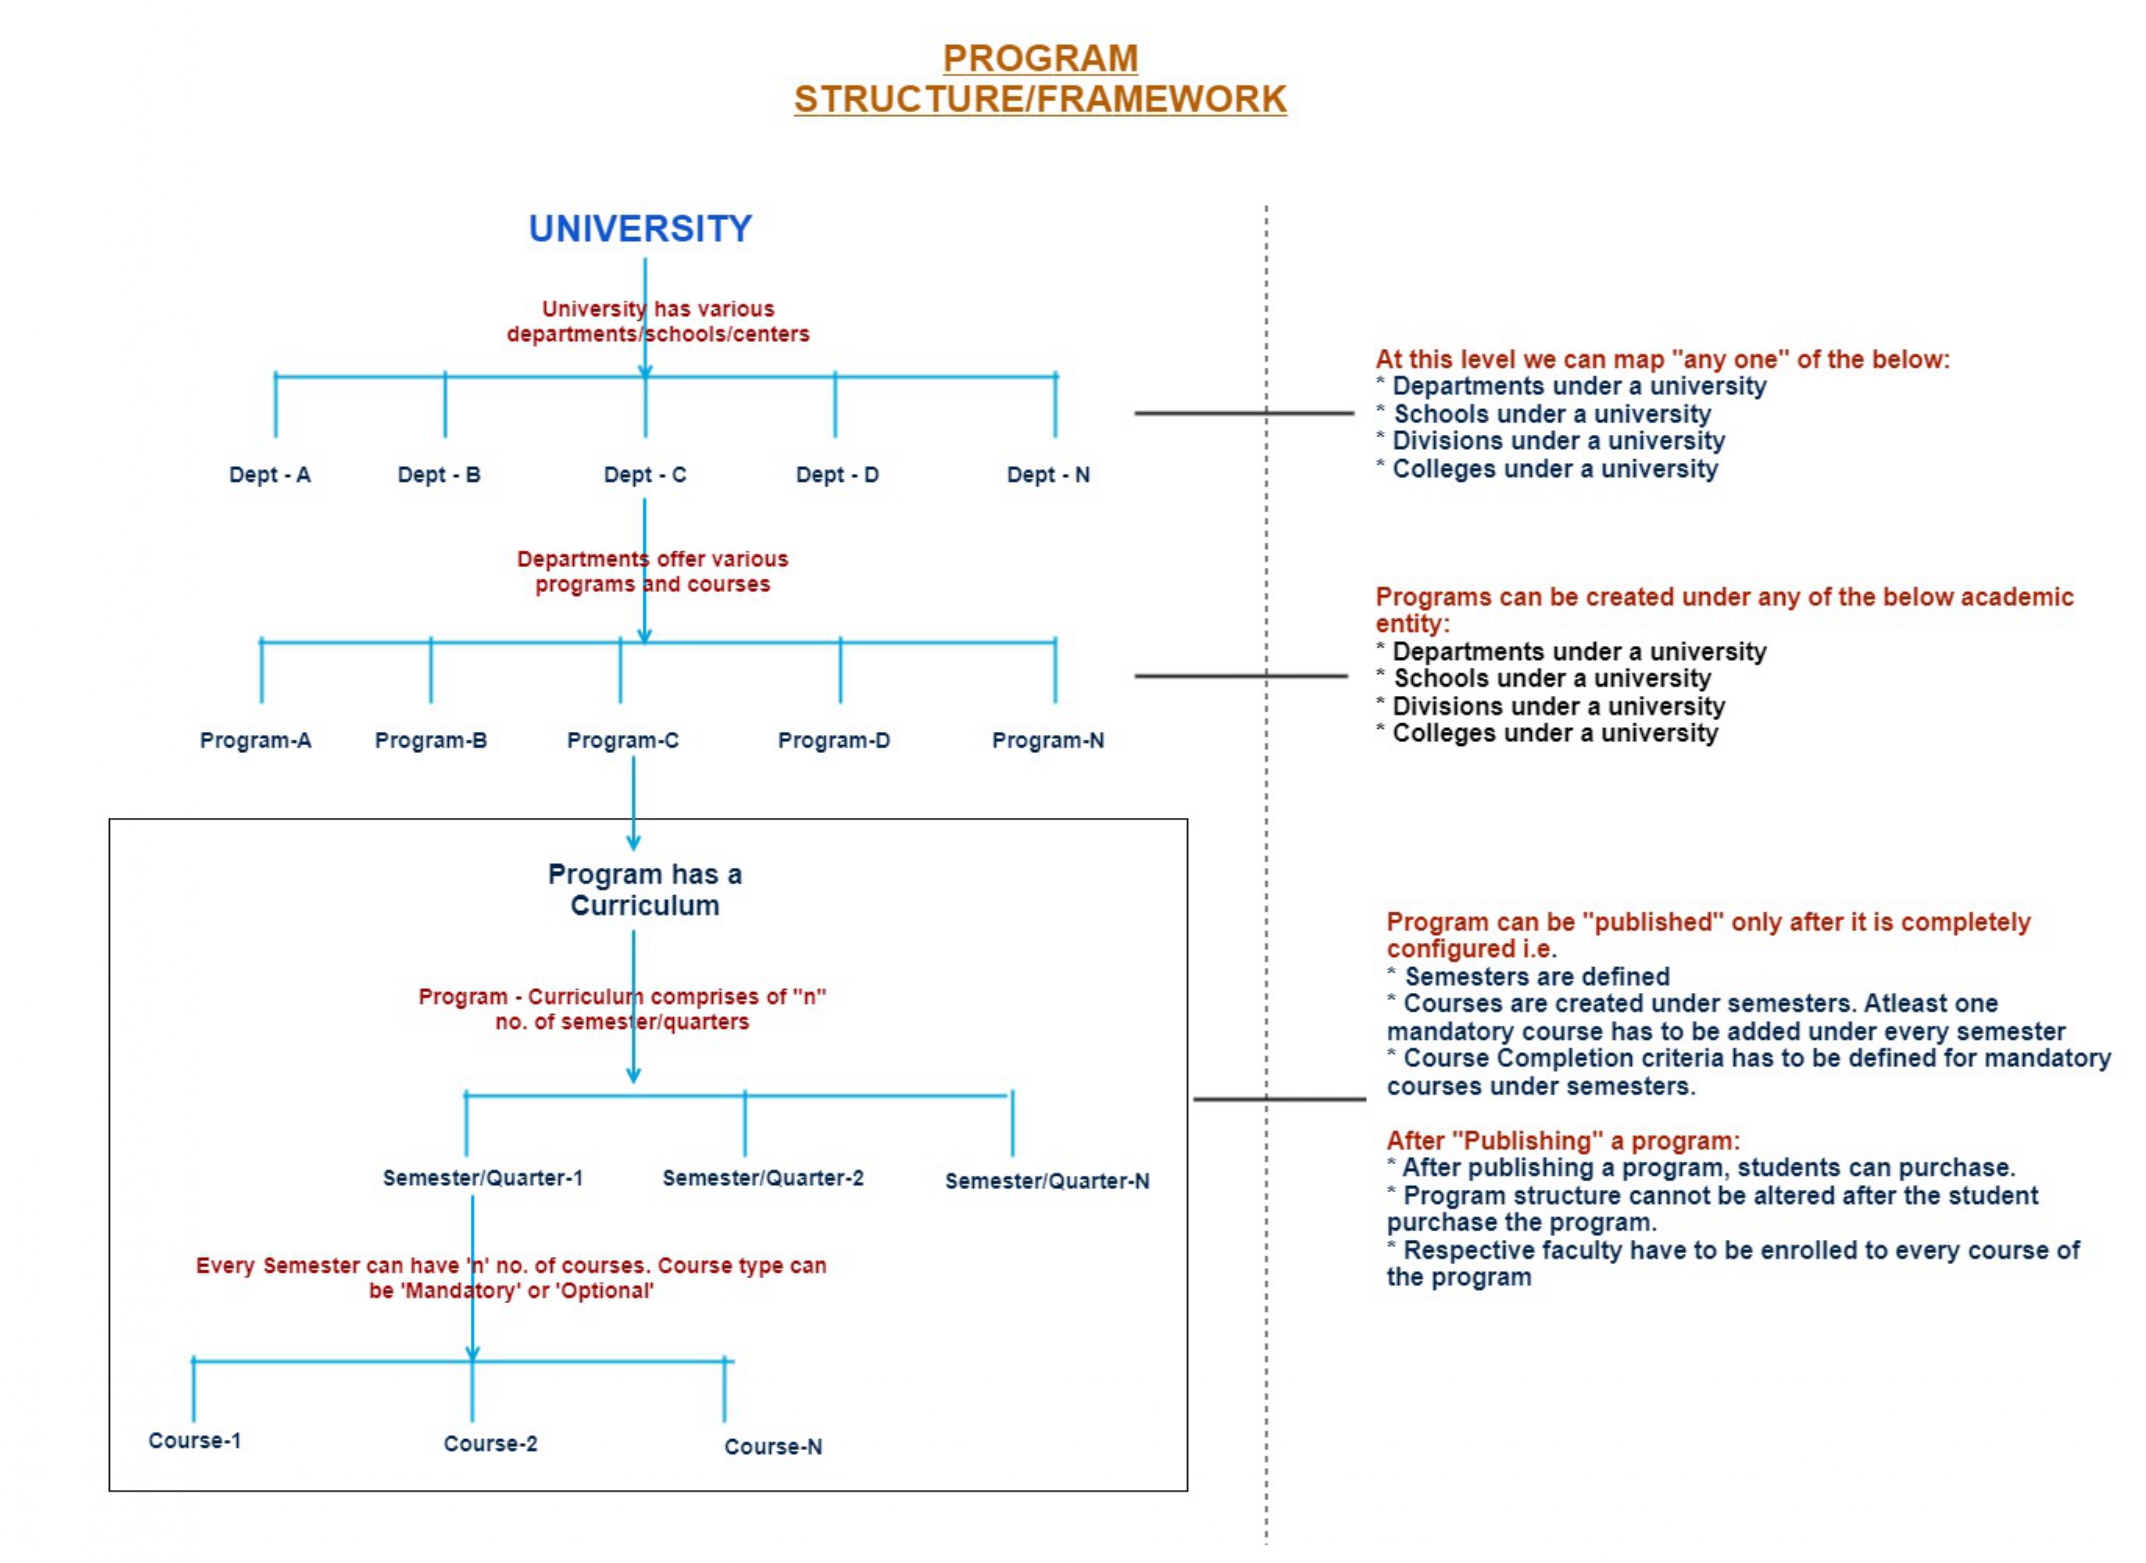 PROGRAM
STRUCTURE/FRAMEWORK
UNIVERSITY
University has various
departments/schools/centers
Dept - A
Dept - B
Dept - C
Dept - D
Dept - N
At this level we can map "any one" of the below:
* Departments under a university
* Schools under a university
* Divisions under a university
* Colleges under a university
Departments offer various
programs and courses
Program-A
Program-B
Program-C
Program-D
Program-N
Programs can be created under any of the below academic
entity:
* Departments under a university
* Schools under a university
* Divisions under a university
* Colleges under a university
Program has a
Curriculum
Program - Curriculum comprises of "n"
no. of semester/quarters
Semester/Quarter-1
Semester/Quarter-2
Semester/Quarter-N
Every Semester can have 'n' no. of courses. Course type can
be 'Mandatory' or 'Optional'
Course-1
Course-2
Course-N
Program can be "published" only after it is completely
configured i.e.
* Semesters are defined
* Courses are created under semesters. Atleast one
mandatory course has to be added under every semester
* Course Completion criteria has to be defined for mandatory
courses under semesters.
After "Publishing" a program:
* After publishing a program, students can purchase.
* Program structure cannot be altered after the student
purchase the program.
* Respective faculty have to be enrolled to every course of
the program